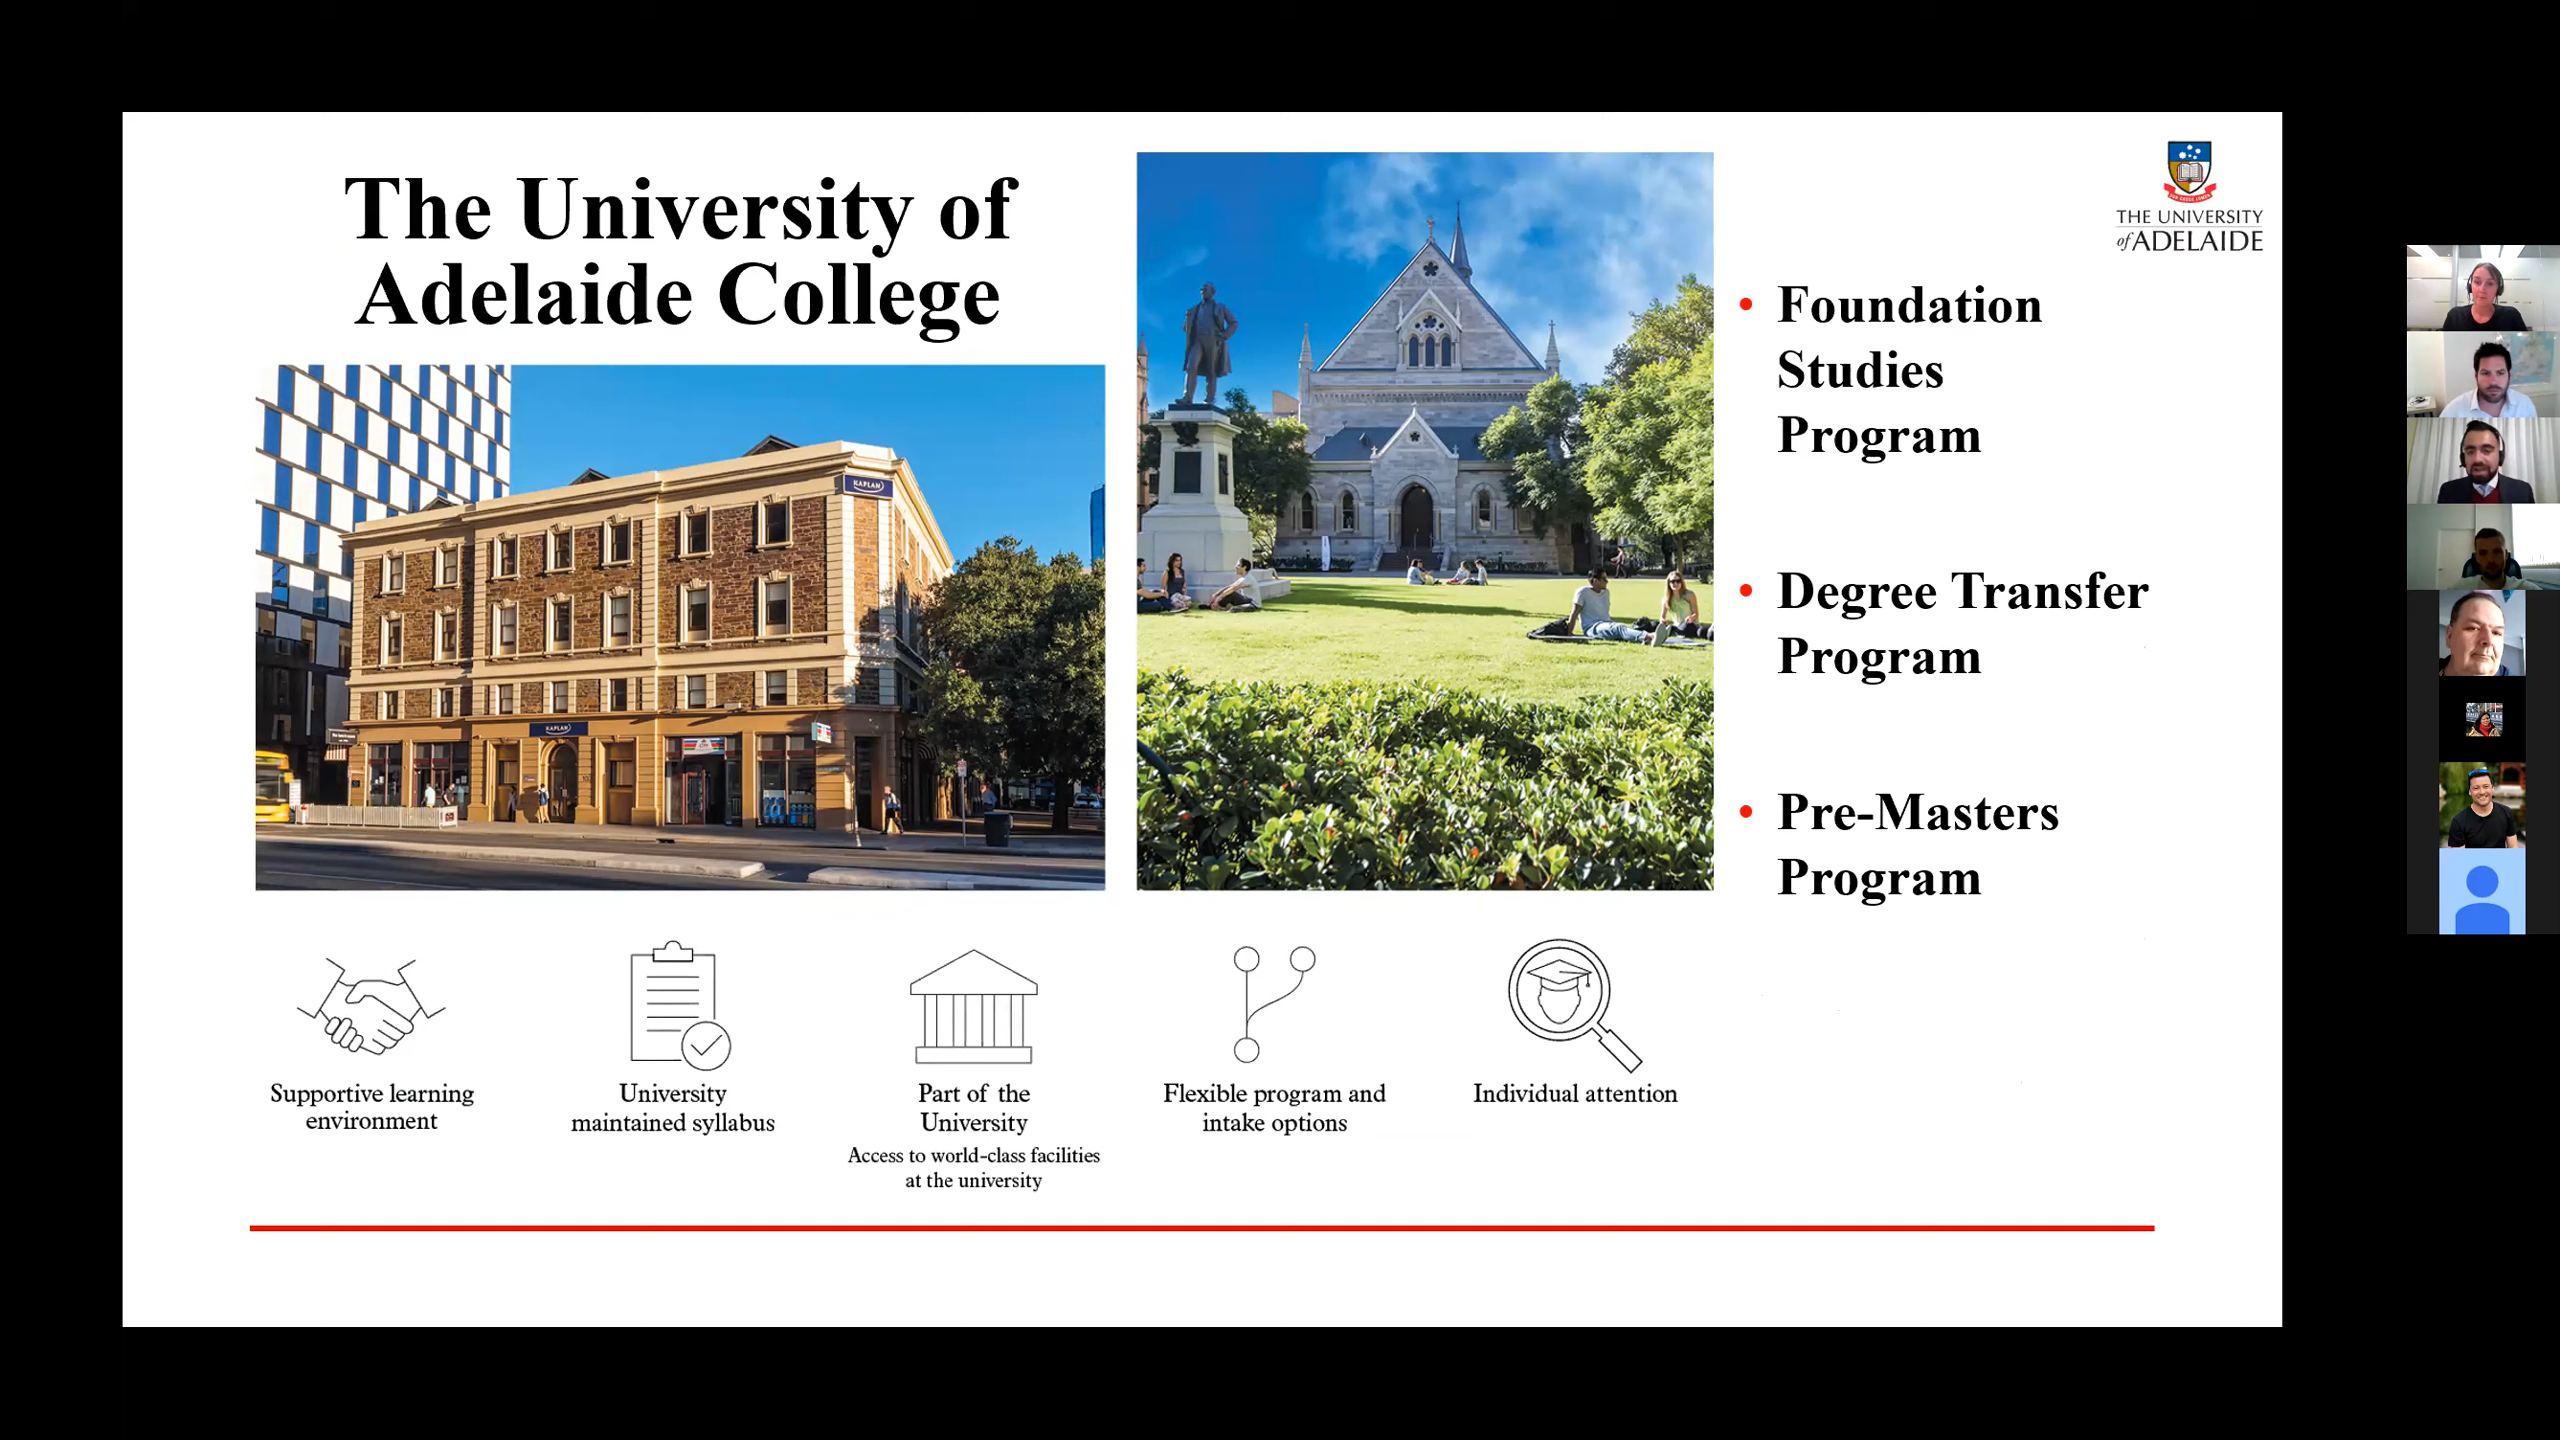 The University of
Adelaide College
THE UNIVERSITY
of ADELAIDE
KAPLAN
KAPLAN
• Foundation
Studies
Program
• Degree Transfer
Program
• Pre-Masters
Program
Supportive learning
environment
University
maintained syllabus
Part of the
University
Access to world-class facilities
at the university
Flexible program and
intake options
Individual attention